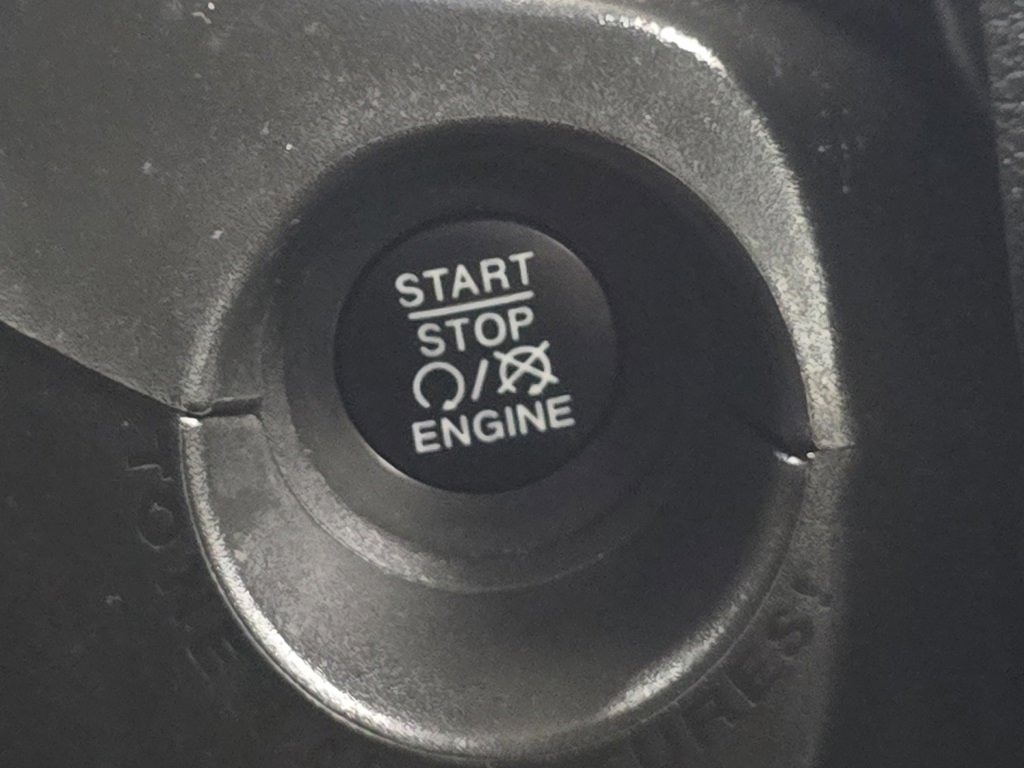 START
STOP
/
ENGINE